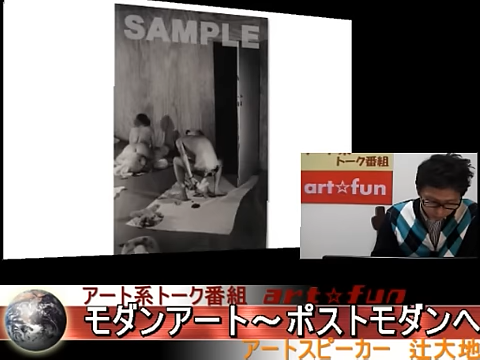 SAMPLE
トーク番組
art☆fun
アート系トーク番組 art☆fun
モダンアート～ポストモダンへ
アートスピーカー 辻大地